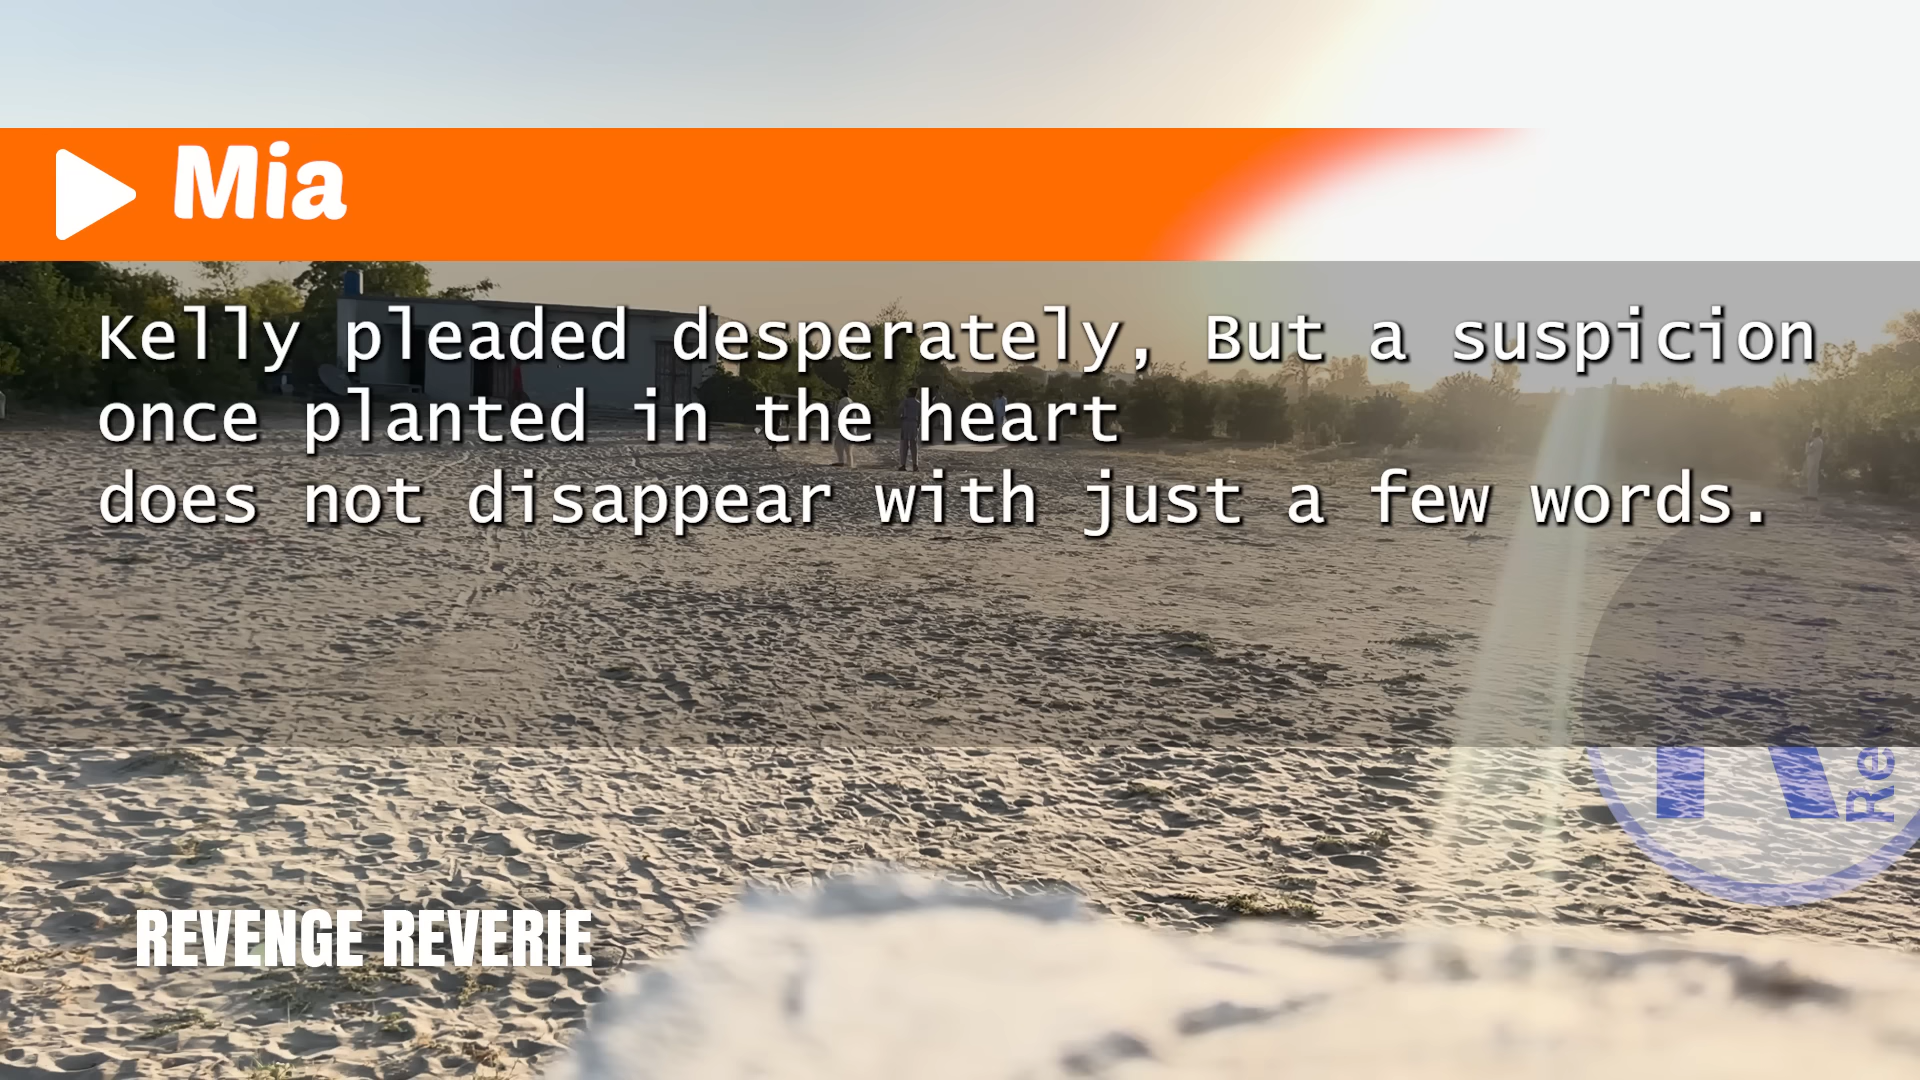 Mia
Kelly pleaded desperately, But a suspicion
once planted in the heart
does not disappear with just a few words.
Re
REVENGE REVERIE